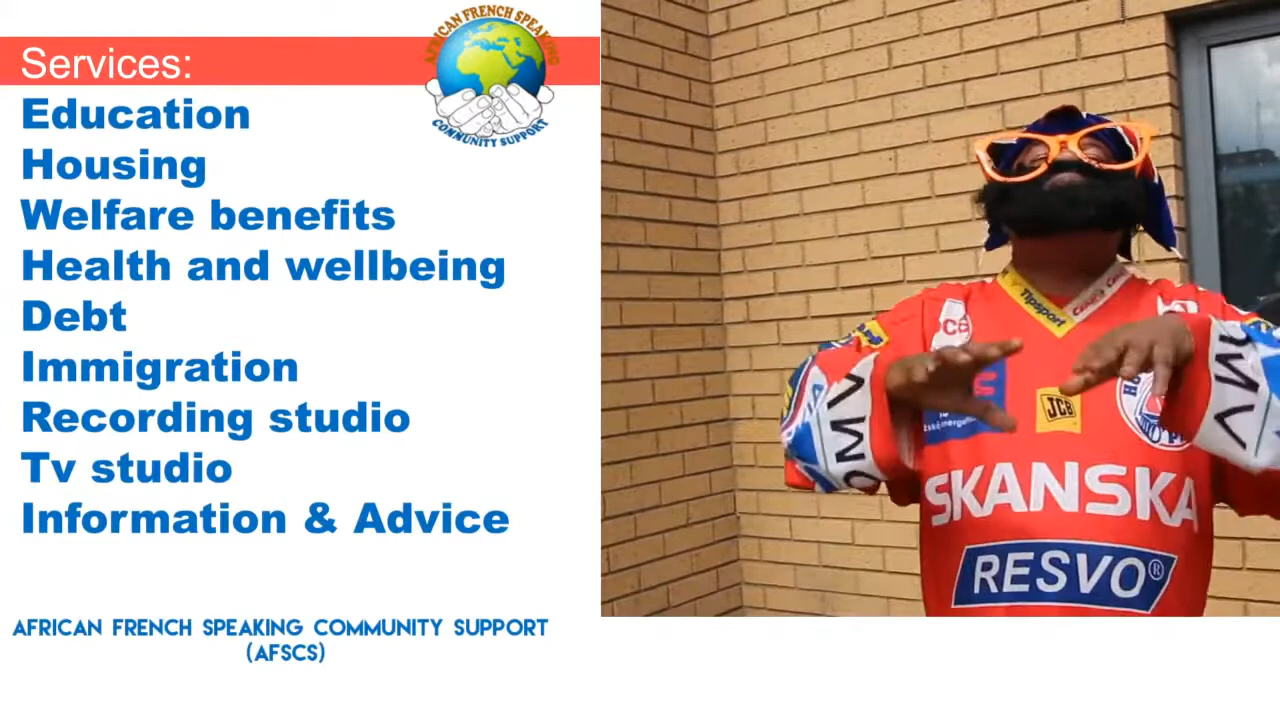 AFRICAN FRENCH SPEAKING
COMMUNITY SUPPORT
Services:
Education
Housing
Welfare benefits
Health and wellbeing
Debt
Immigration
Recording studio
Tv studio
Information & Advice
AFRICAN FRENCH SPEAKING COMMUNITY SUPPORT
(AFSCS)
Tipsport
JCB
SKANSKA
RESVO®